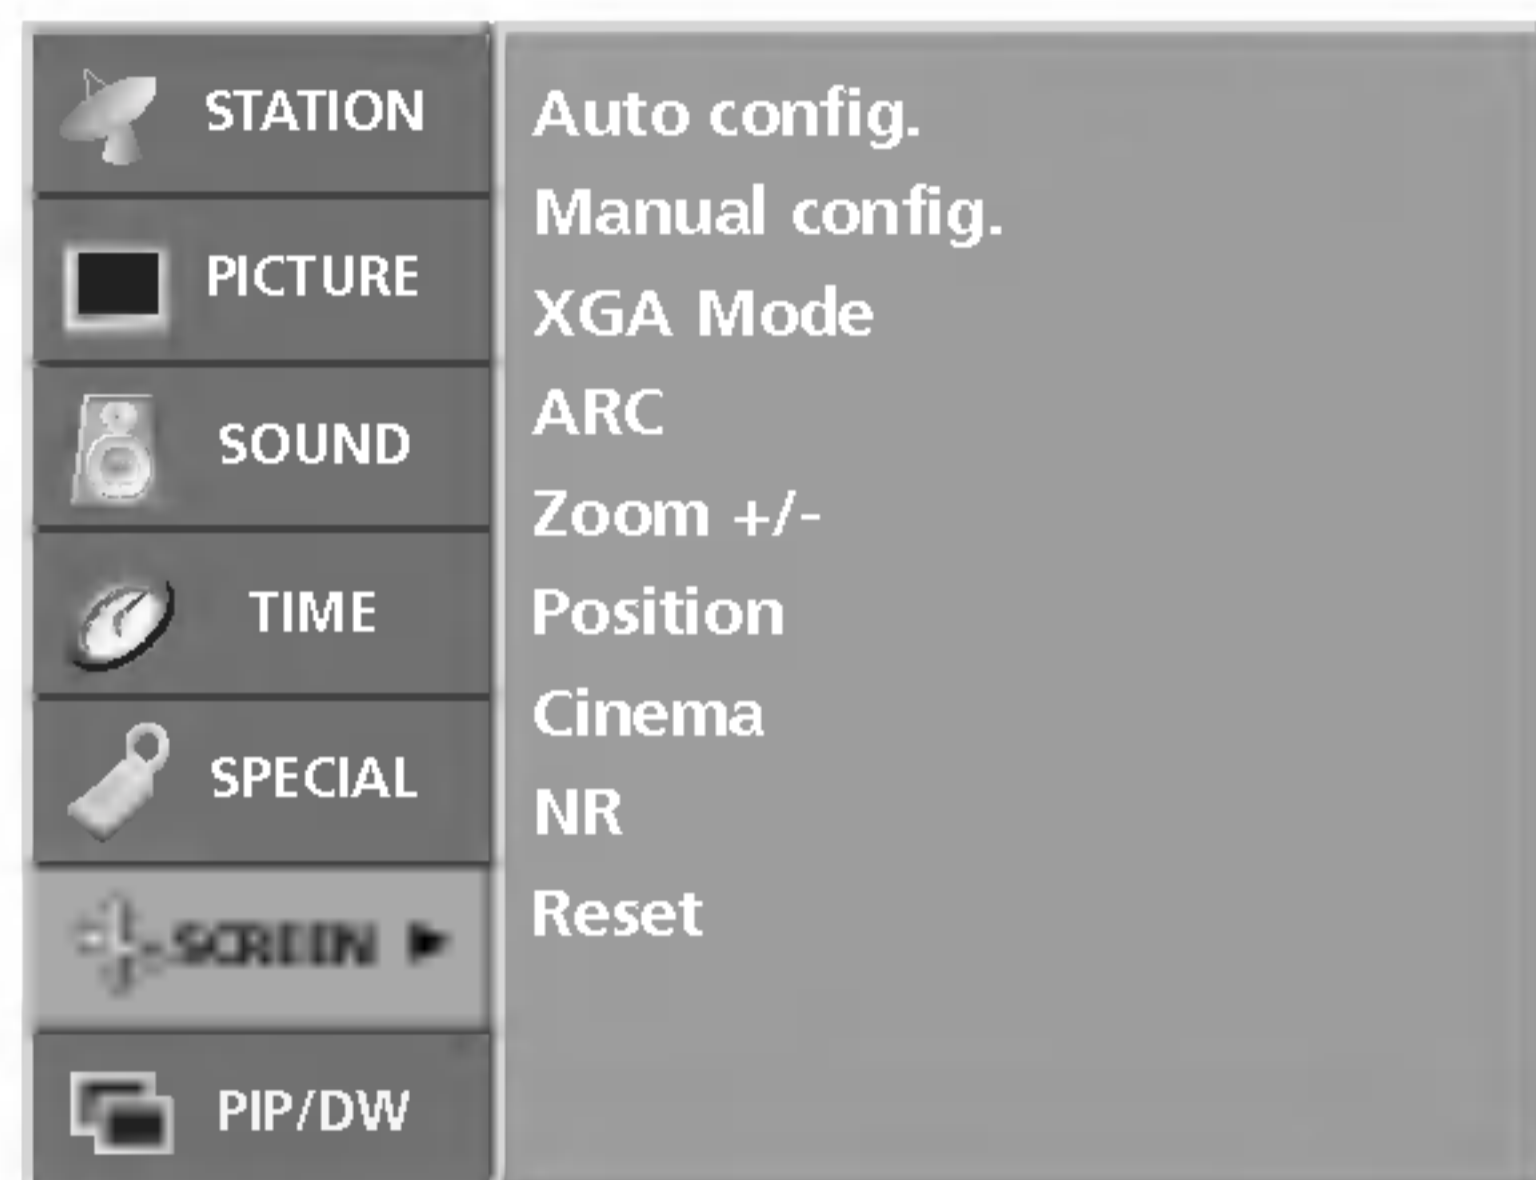 STATION
PICTURE
SOUND
TIME
SPECIAL
SCREEN ►
PIP/DW
Auto config.
Manual config.
XGA Mode
ARC
Zoom +/-
Position
Cinema
NR
Reset